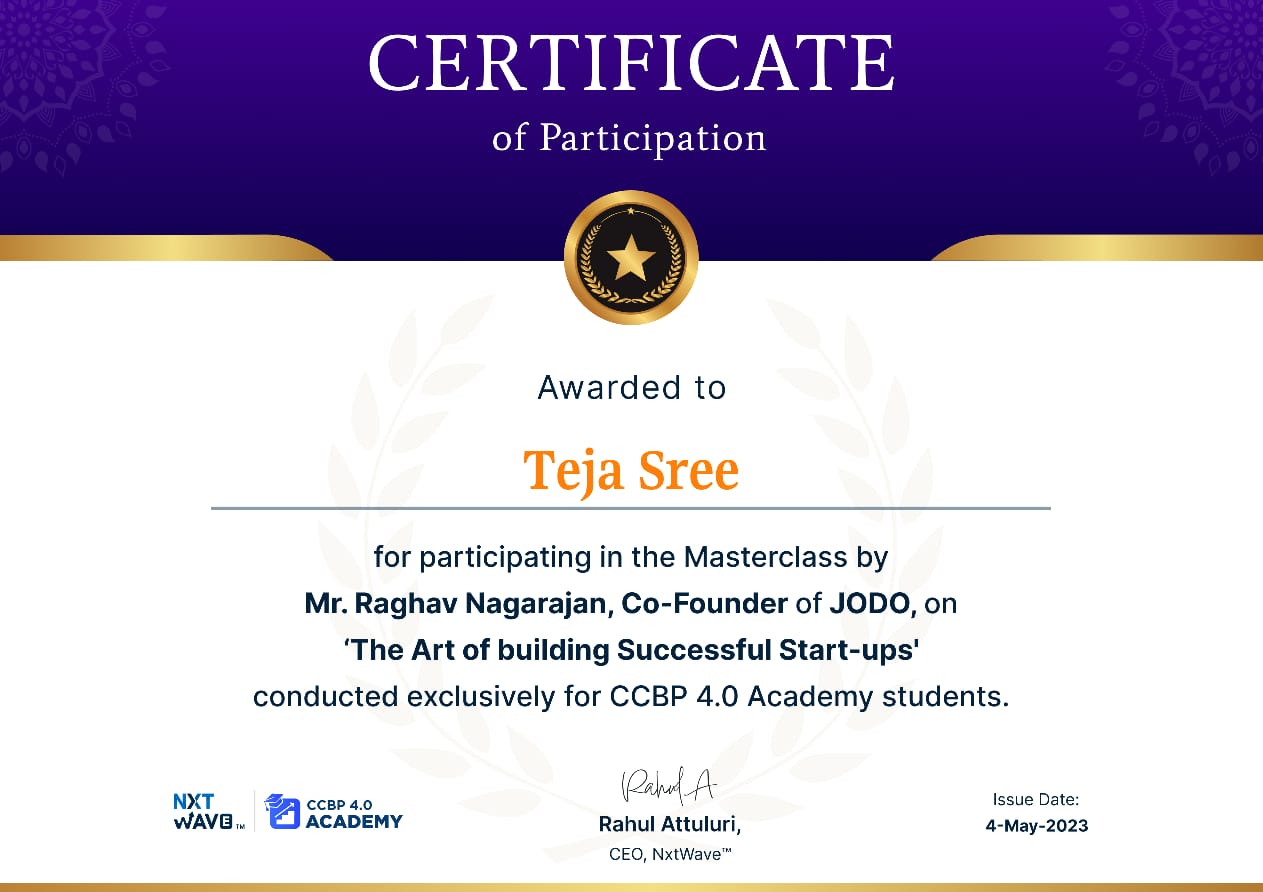 CERTIFICATE
of Participation
Awarded to
Teja Sree
for participating in the Masterclass by
Mr. Raghav Nagarajan, Co-Founder of JODO, on
‘The Art of building Successful Start-ups'
conducted exclusively for CCBP 4.0 Academy students.
NXT
WAVE™
CCBP 4.0
ACADEMY
Rahul A
Rahul Attuluri,
CEO, NxtWave™
Issue Date:
4-May-2023